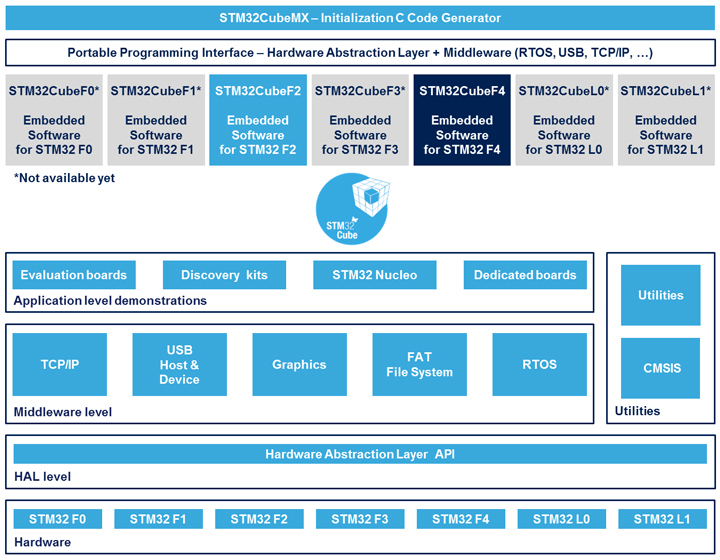 STM32CubeMX – Initialization C Code Generator
Portable Programming Interface – Hardware Abstraction Layer + Middleware (RTOS, USB, TCP/IP, …)
STM32CubeF0* STM32CubeF1* STM32CubeF2 STM32CubeF3* STM32CubeF4 STM32CubeL0* STM32CubeL1*
Embedded Embedded Embedded Embedded Embedded Embedded Embedded
Software Software Software Software Software Software Software
for STM32 F0 for STM32 F1 for STM32 F2 for STM32 F3 for STM32 F4 for STM32 L0 for STM32 L1
*Not available yet
STM32
Cube
Evaluation boards Discovery kits STM32 Nucleo Dedicated boards
Application level demonstrations
TCP/IP
USB
Host &
Device
Graphics
FAT
File System
RTOS
Middleware level
Utilities
CMSIS
Utilities
Hardware Abstraction Layer API
HAL level
STM32 F0 STM32 F1 STM32 F2 STM32 F3 STM32 F4 STM32 L0 STM32 L1
Hardware